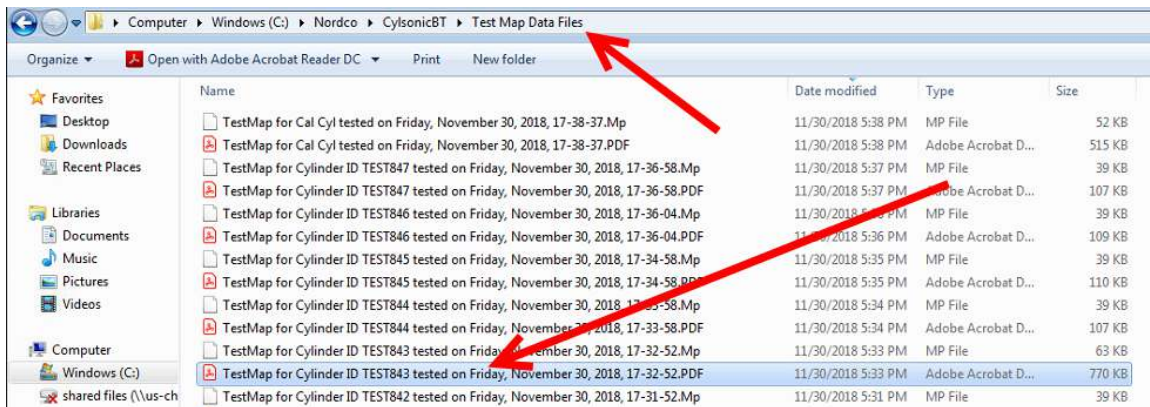 Computer ▸ Windows (C:) ▸ Nordco ▸ CylsonicBT ▸ Test Map Data Files
Organize ▾ Open with Adobe Acrobat Reader DC ▾ Print New folder
Favorites
Desktop
Downloads
Recent Places
Libraries
Documents
Music
Pictures
Videos
Computer
Windows (C:)
shared files (\\us-ch
Name Date modified Type Size
TestMap for Cal Cyl tested on Friday, November 30, 2018, 17-38-37.Mp 11/30/2018 5:38 PM MP File 52 KB
TestMap for Cal Cyl tested on Friday, November 30, 2018, 17-38-37.PDF 11/30/2018 5:38 PM Adobe Acrobat D... 515 KB
TestMap for Cylinder ID TEST847 tested on Friday, November 30, 2018, 17-36-58.Mp 11/30/2018 5:37 PM MP File 39 KB
TestMap for Cylinder ID TEST847 tested on Friday, November 30, 2018, 17-36-58.PDF 11/30/2018 5:37 PM Adobe Acrobat D... 107 KB
TestMap for Cylinder ID TEST846 tested on Friday, November 30, 2018, 17-36-04.Mp PM MP File 39 KB
TestMap for Cylinder ID TEST846 tested on Friday, November 30, 2018, 17-36-04.PDF 5:36 PM Adobe Acrobat D... 109 KB
TestMap for Cylinder ID TEST845 tested on Friday, November 30, 2018, 17-34-58.Mp 11/30/2018 5:35 PM MP File 39 KB
TestMap for Cylinder ID TEST845 tested on Friday, November 30, 2018, 17-34-58.PDF 11/30/2018 5:35 PM Adobe Acrobat D... 110 KB
TestMap for Cylinder ID TEST844 tested on Friday, November 30, 2018, 17-33-58.Mp 11/30/2018 5:34 PM MP File 39 KB
TestMap for Cylinder ID TEST844 tested on Friday, November 30, 2018, 17-33-58.PDF 11/30/2018 5:34 PM Adobe Acrobat D... 107 KB
TestMap for Cylinder ID TEST843 tested on Friday, November 30, 2018, 17-32-52.Mp 11/30/2018 5:33 PM MP File 63 KB
TestMap for Cylinder ID TEST843 tested on Friday, November 30, 2018, 17-32-52.PDF 11/30/2018 5:33 PM Adobe Acrobat D... 770 KB
TestMap for Cylinder ID TEST842 tested on Friday, November 30, 2018, 17-31-52.Mp 11/30/2018 5:31 PM MP File 39 KB